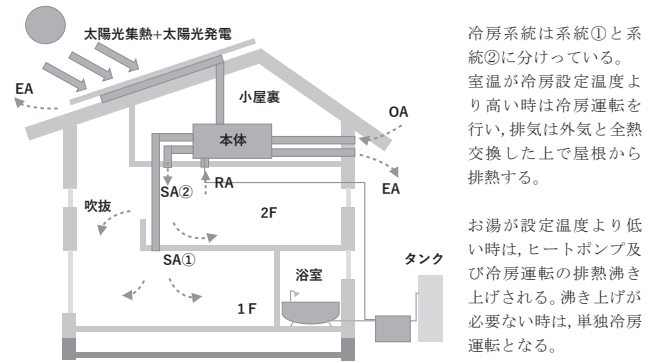 太陽光集熱+太陽光発電
EA
小屋裏
OA
本体
EA
SA②
RA
吹抜
2F
SA①
浴室
タンク
1F
冷房系統は系統①と系
統②に分けっている。
室温が冷房設定温度よ
り高い時は冷房運転を
行い, 排気は外気と全熱
交換した上で屋根から
排熱する。
お湯が設定温度より低
い時は, ヒートポンプ及
び冷房運転の排熱沸き
上げされる。沸き上げが
必要ない時は, 単独冷房
運転となる。